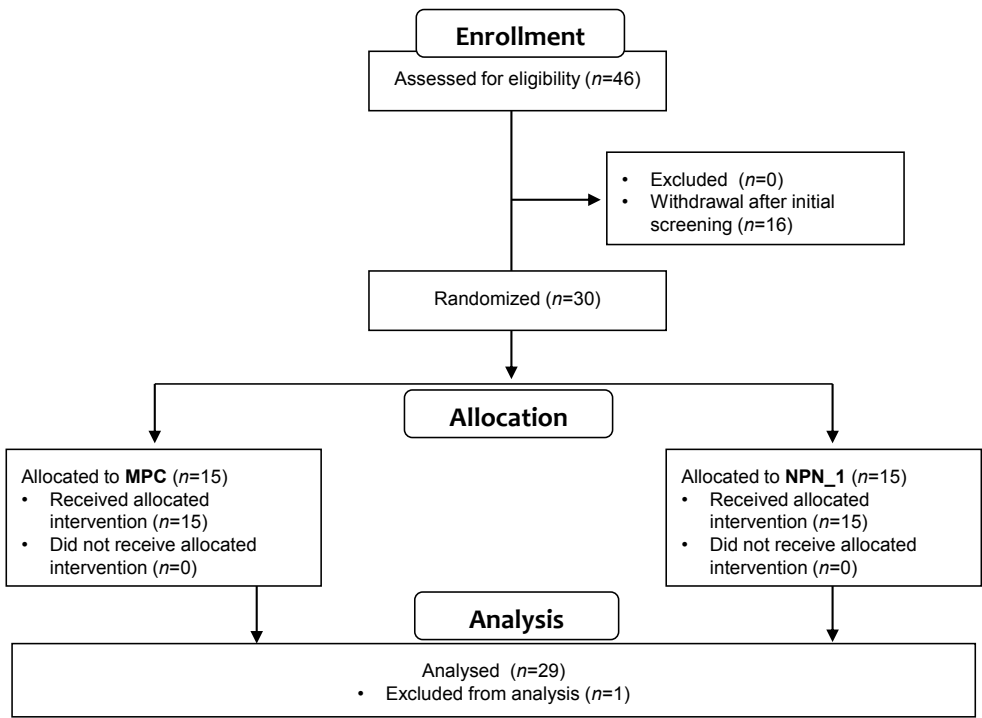 Enrollment
Assessed for eligibility (n=46)
• Excluded (n=0)
• Withdrawal after initial
screening (n=16)
Randomized (n=30)
Allocation
Allocated to MPC (n=15)
• Received allocated
intervention (n=15)
• Did not receive allocated
intervention (n=0)
Allocated to NPN_1 (n=15)
• Received allocated
intervention (n=15)
• Did not receive allocated
intervention (n=0)
Analysis
Analysed (n=29)
• Excluded from analysis (n=1)